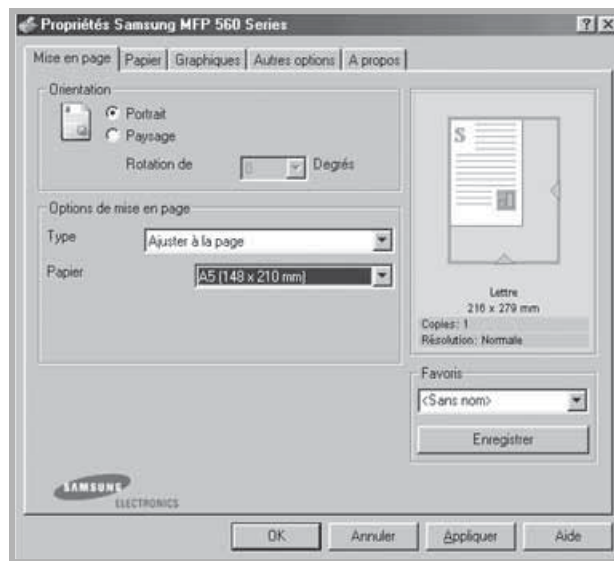 Propriétés Samsung MFP 560 Series
Mise en page Papier Graphiques Autres options A propos
Orientation
Portrait
Paysage
Rotation de 0 Degrés
Options de mise en page
Type Ajuster à la page
Papier A5 (148 x 210 mm)
S
Lettre
216 x 279 mm
Copies: 1
Résolution: Normale
Favoris
<Sans nom>
Enregistrer
SAMSUNG
ELECTRONICS
OK Annuler Appliquer Aide